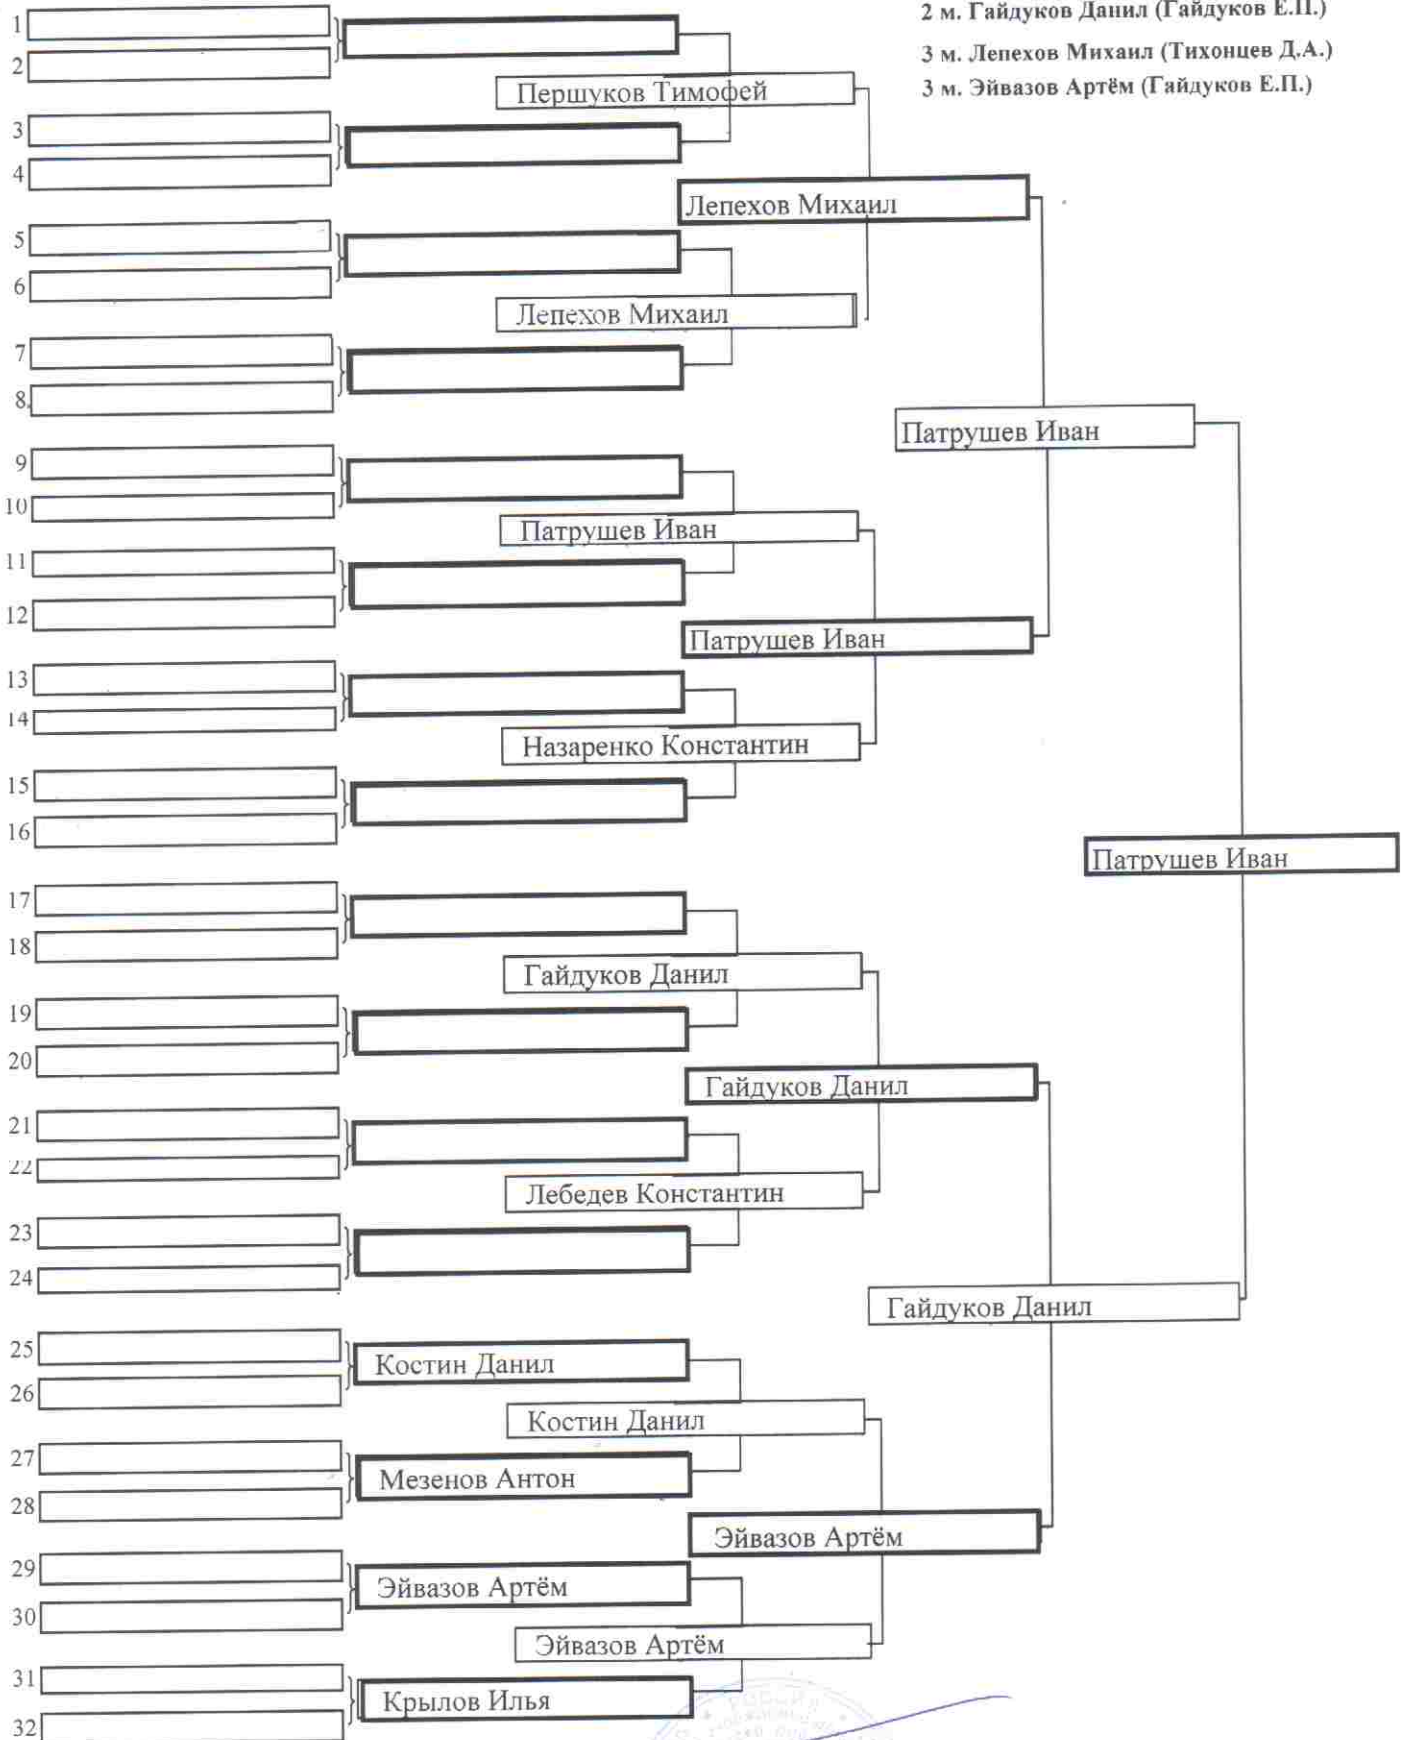 2 м. Гайдуков Данил (Гайдуков Е.П.)
3 м. Лепехов Михаил (Тихонцев Д.А.)
3 м. Эйвазов Артём (Гайдуков Е.П.)
1
2
Першуков Тимофей
3
4
Лепехов Михаил
5
6
Лепехов Михаил
7
8
Патрушев Иван
9
10
Патрушев Иван
11
12
Патрушев Иван
13
14
Назаренко Константин
15
16
Патрушев Иван
17
18
Гайдуков Данил
19
20
Гайдуков Данил
21
22
Лебедев Константин
23
24
Гайдуков Данил
25
Костин Данил
26
Костин Данил
27
Мезенов Антон
28
Эйвазов Артём
29
Эйвазов Артём
30
Эйвазов Артём
31
Крылов Илья
32